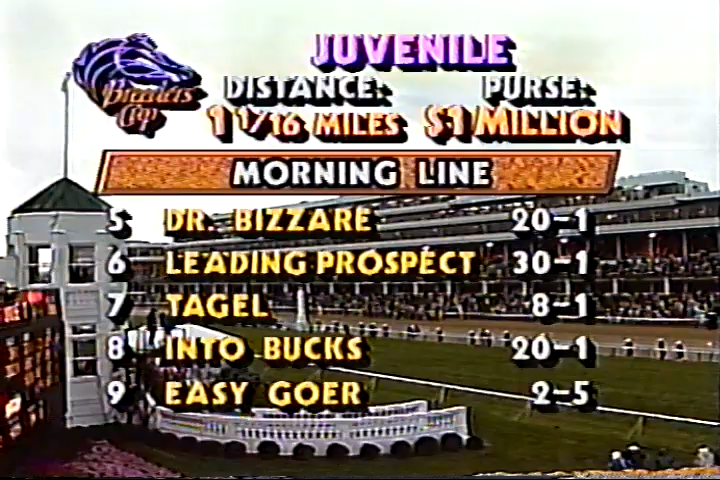 JUVENILE
Breeders'
Cup
DISTANCE: PURSE:
1 1/16 MILES $1 MILLION
MORNING LINE
5 DR. BIZZARE 20-1
6 LEADING PROSPECT 30-1
7 TAGEL 8-1
8 INTO BUCKS 20-1
9 EASY GOER 2-5